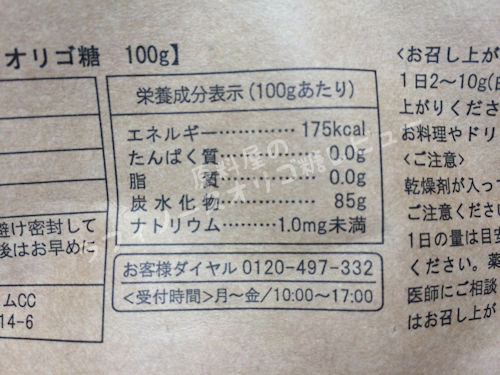 オリゴ糖 100g】
栄養成分表示(100gあたり)
エネルギー……………175kcal
たんぱく質……………0.0g
脂 質……………0.0g
炭水化物……………85g
ナトリウム………1.0mg未満
お客様ダイヤル 0120-497-332
<受付時間>月～金/10:00～17:00
避け密封して
後はお早めに
ムCC
14-6
<お召し上が
1日2～10g(
上がりくださ
お料理やドリ
<ご注意>
乾燥剤が入っ
ご注意ください
1日の量は目安
ください。薬
医師にご相談
はお召し上が